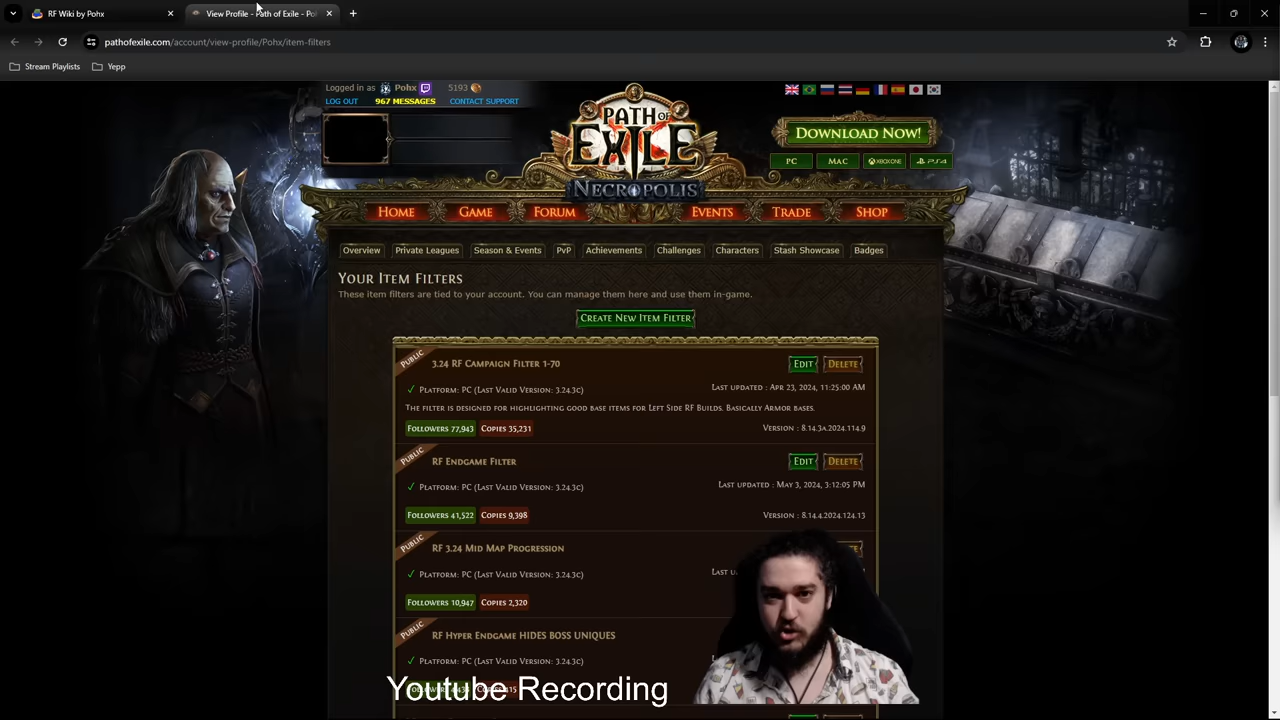 RF Wiki by Pohx
View Profile - Path of Exile - Po
pathofexile.com/account/view-profile/Pohx/item-filters
Stream Playlists
Yepp
Logged in as Pohx 5193
LOG OUT 967 MESSAGES CONTACT SUPPORT
PATH OF EXILE
NECROPOLIS
DOWNLOAD NOW!
PC MAC XBOX ONE PS4
HOME GAME FORUM EVENTS TRADE SHOP
Overview Private Leagues Season & Events PvP Achievements Challenges Characters Stash Showcase Badges
YOUR ITEM FILTERS
These item filters are tied to your account. You can manage them here and use them in-game.
CREATE NEW ITEM FILTER
PUBLIC 3.24 RF CAMPAIGN FILTER 1-70 EDIT DELETE
✓ PLATFORM: PC (LAST VALID VERSION: 3.24.3C) LAST UPDATED : APR 23, 2024, 11:25:00 AM
THE FILTER IS DESIGNED FOR HIGHLIGHTING GOOD BASE ITEMS FOR LEFT SIDE RF BUILDS. BASICALLY ARMOR BASES.
FOLLOWERS 77,943 COPIES 35,231 VERSION : 8.14.3A.2024.114.9
PUBLIC RF ENDGAME FILTER EDIT DELETE
✓ PLATFORM: PC (LAST VALID VERSION: 3.24.3C) LAST UPDATED : MAY 3, 2024, 3:12:05 PM
FOLLOWERS 41,522 COPIES 9,398 VERSION : 8.14.4.2024.124.13
PUBLIC RF 3.24 MID MAP PROGRESSION
✓ PLATFORM: PC (LAST VALID VERSION: 3.24.3C) LAST U
FOLLOWERS 10,947 COPIES 2,320
PUBLIC RF HYPER ENDGAME HIDES BOSS UNIQUES
✓ PLATFORM: PC (LAST VALID VERSION: 3.24.3C)
Youtube Recording